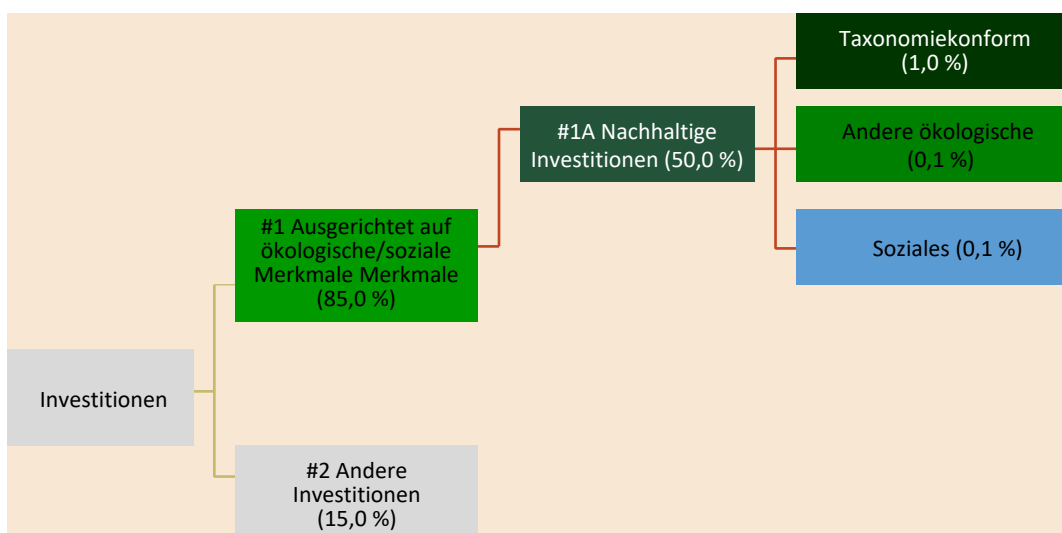 Taxonomiekonform
(1,0 %)
#1A Nachhaltige
Investitionen (50,0 %)
Andere ökologische
(0,1 %)
#1 Ausgerichtet auf
ökologische/soziale
Merkmale Merkmale
(85,0 %)
Soziales (0,1 %)
Investitionen
#2 Andere
Investitionen
(15,0 %)